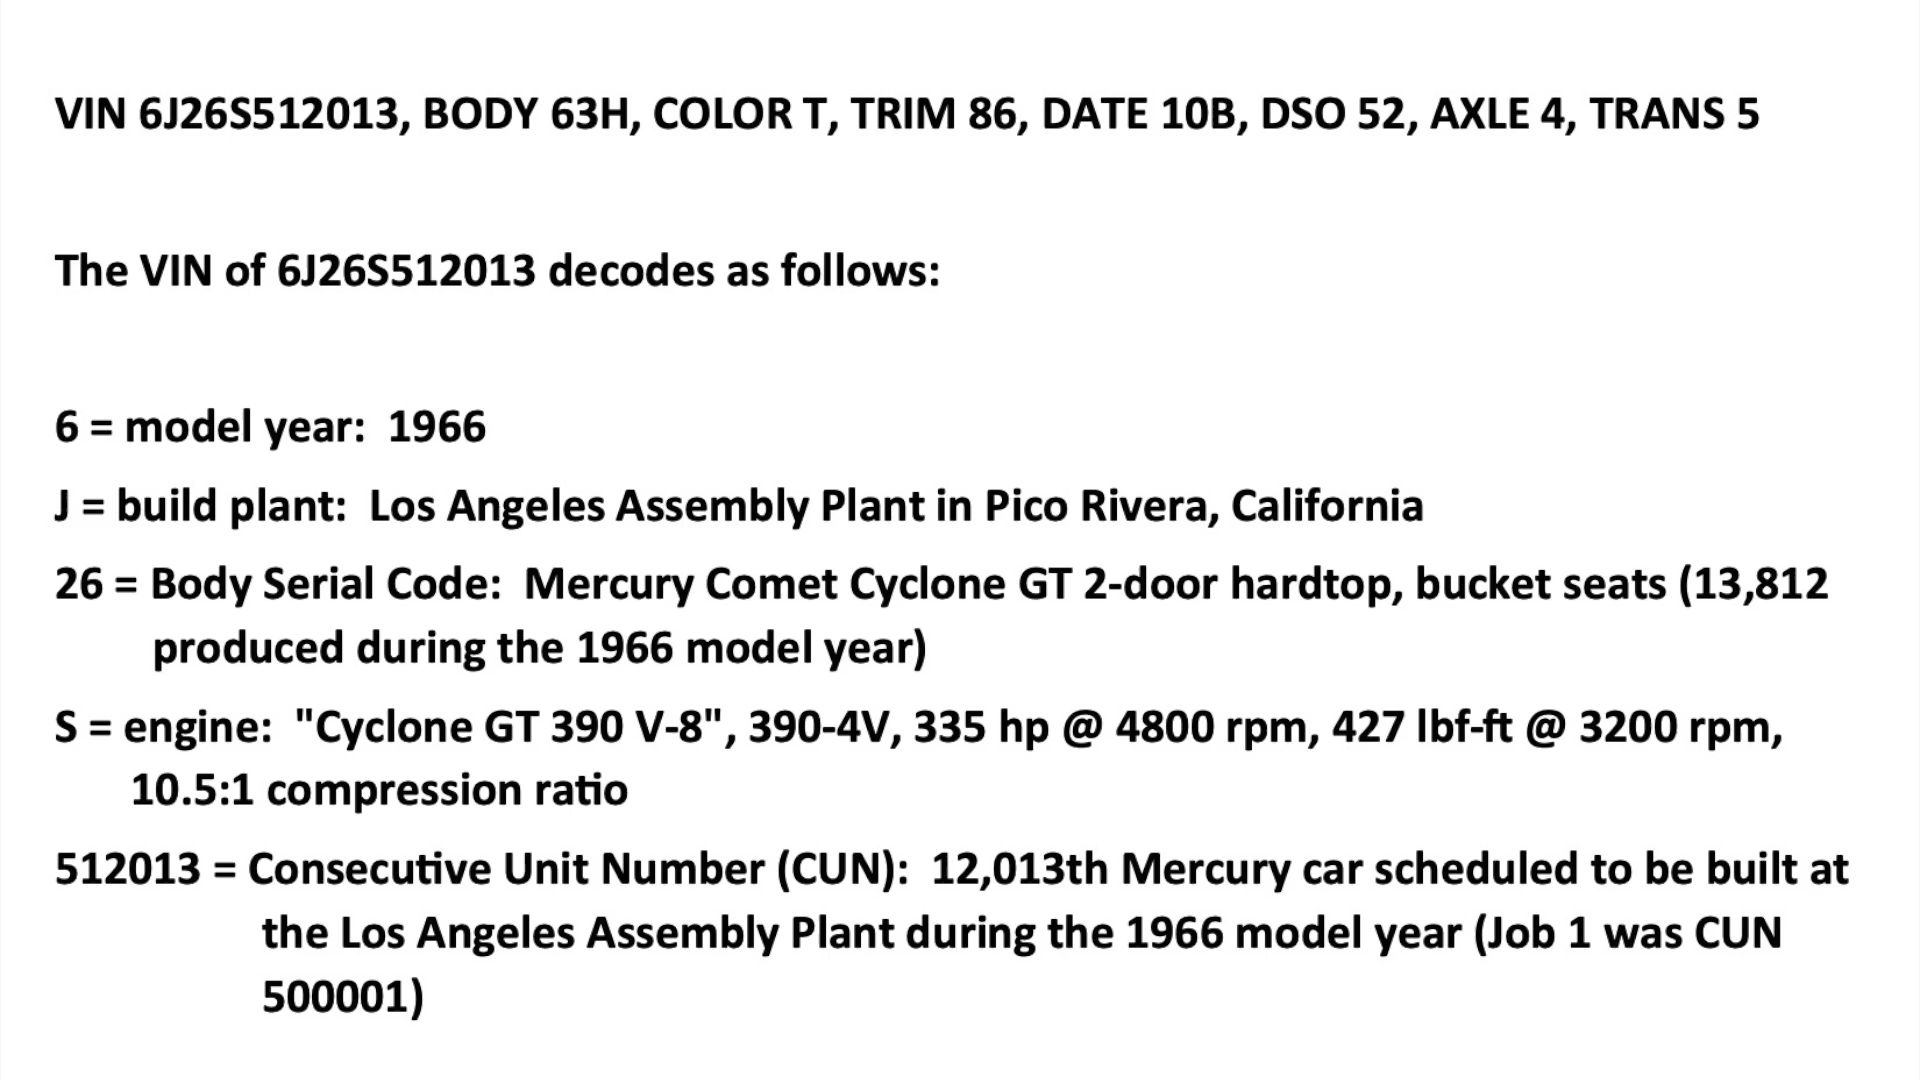 VIN 6J26S512013, BODY 63H, COLOR T, TRIM 86, DATE 10B, DSO 52, AXLE 4, TRANS 5
The VIN of 6J26S512013 decodes as follows:
6 = model year:  1966
J = build plant:  Los Angeles Assembly Plant in Pico Rivera, California
26 = Body Serial Code:  Mercury Comet Cyclone GT 2-door hardtop, bucket seats (13,812
produced during the 1966 model year)
S = engine:  "Cyclone GT 390 V-8", 390-4V, 335 hp @ 4800 rpm, 427 lbf-ft @ 3200 rpm,
10.5:1 compression ratio
512013 = Consecutive Unit Number (CUN):  12,013th Mercury car scheduled to be built at
the Los Angeles Assembly Plant during the 1966 model year (Job 1 was CUN
500001)